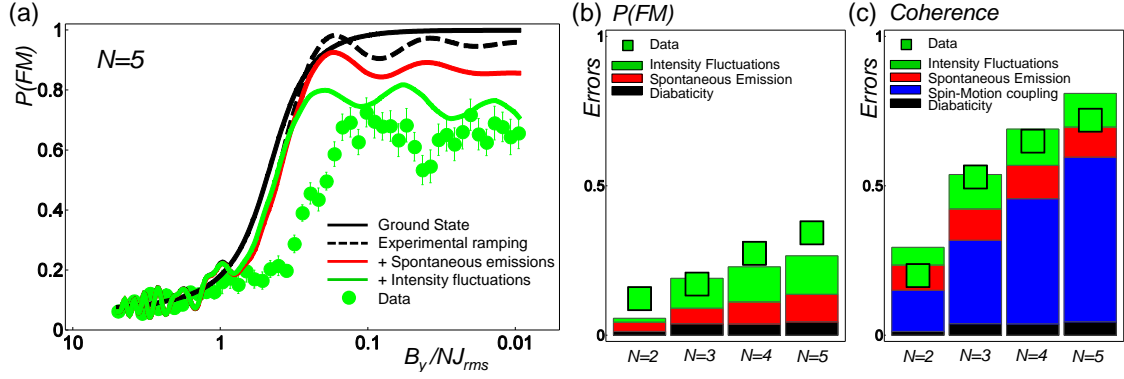 (a)
N=5
P(FM)
1
0.8
0.6
0.4
0.2
0
Ground State
Experimental ramping
+ Spontaneous emissions
+ Intensity fluctuations
Data
10
1
0.1
0.01
B_y/NJ_rms
(b) P(FM)
Errors
1
0.5
0
Data
Intensity Fluctuations
Spontaneous Emission
Diabaticity
N=2
N=3
N=4
N=5
(c) Coherence
Errors
1
0.5
0
Data
Intensity Fluctuations
Spontaneous Emission
Spin-Motion coupling
Diabaticity
N=2
N=3
N=4
N=5